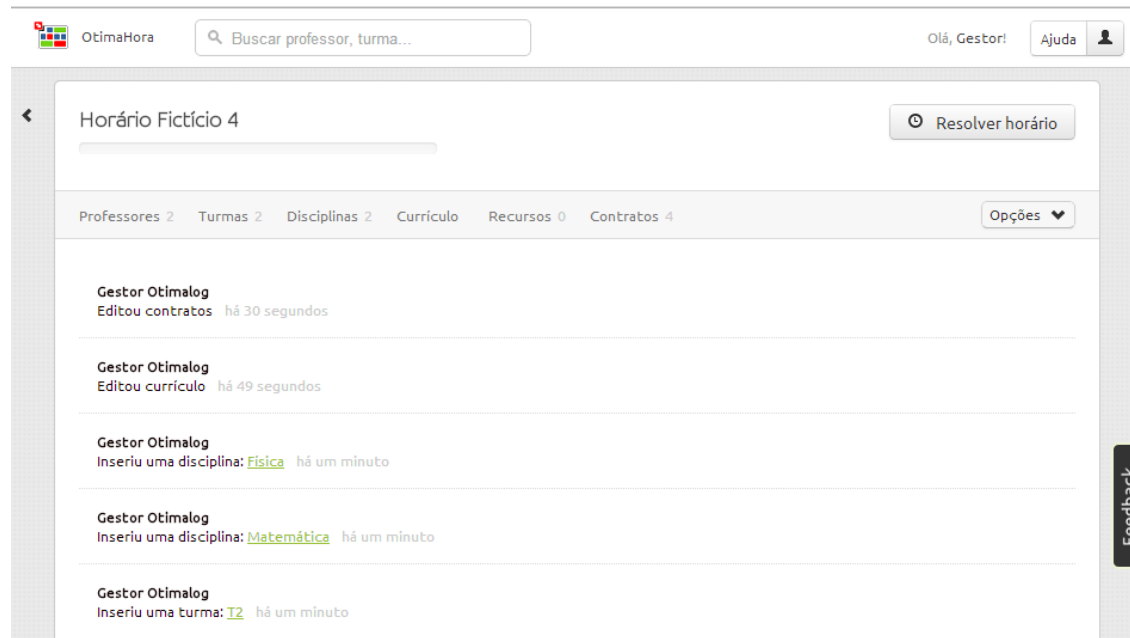 OtimaHora
Buscar professor, turma...
Olá, Gestor!
Ajuda
Horário Fictício 4
Resolver horário
Professores 2 Turmas 2 Disciplinas 2 Currículo Recursos 0 Contratos 4
Opções
Gestor Otimalog
Editou contratos há 30 segundos
Gestor Otimalog
Editou currículo há 49 segundos
Gestor Otimalog
Inseriu uma disciplina: Física há um minuto
Gestor Otimalog
Inseriu uma disciplina: Matemática há um minuto
Feedback
Gestor Otimalog
Inseriu uma turma: T2 há um minuto